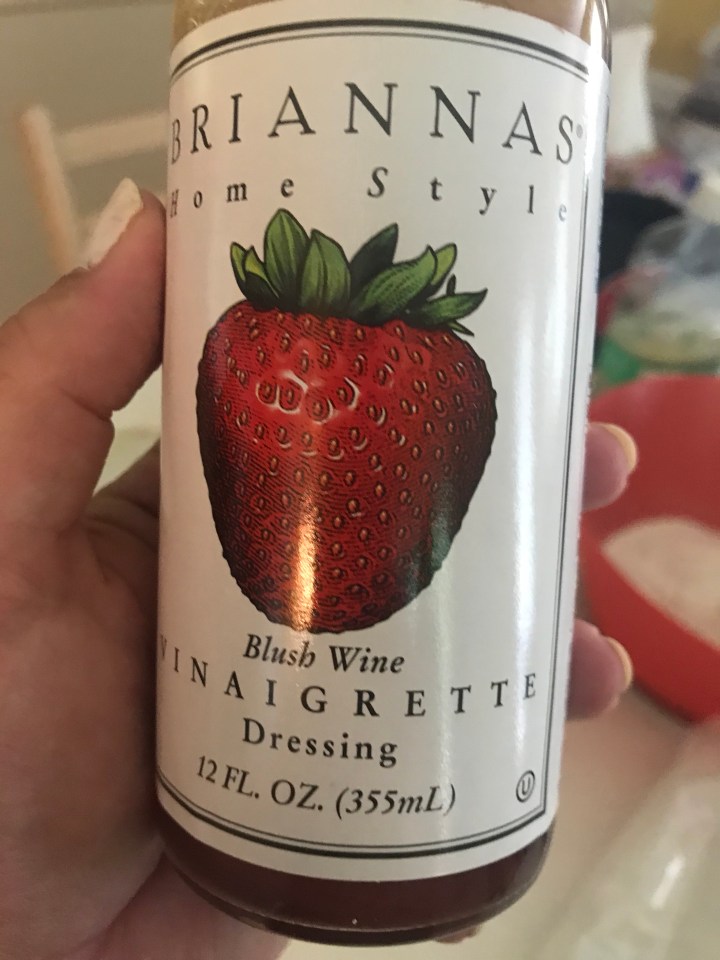 BRIANNAS®
Home Style
Blush Wine
VINAIGRETTE
Dressing
12 FL. OZ. (355mL)
U